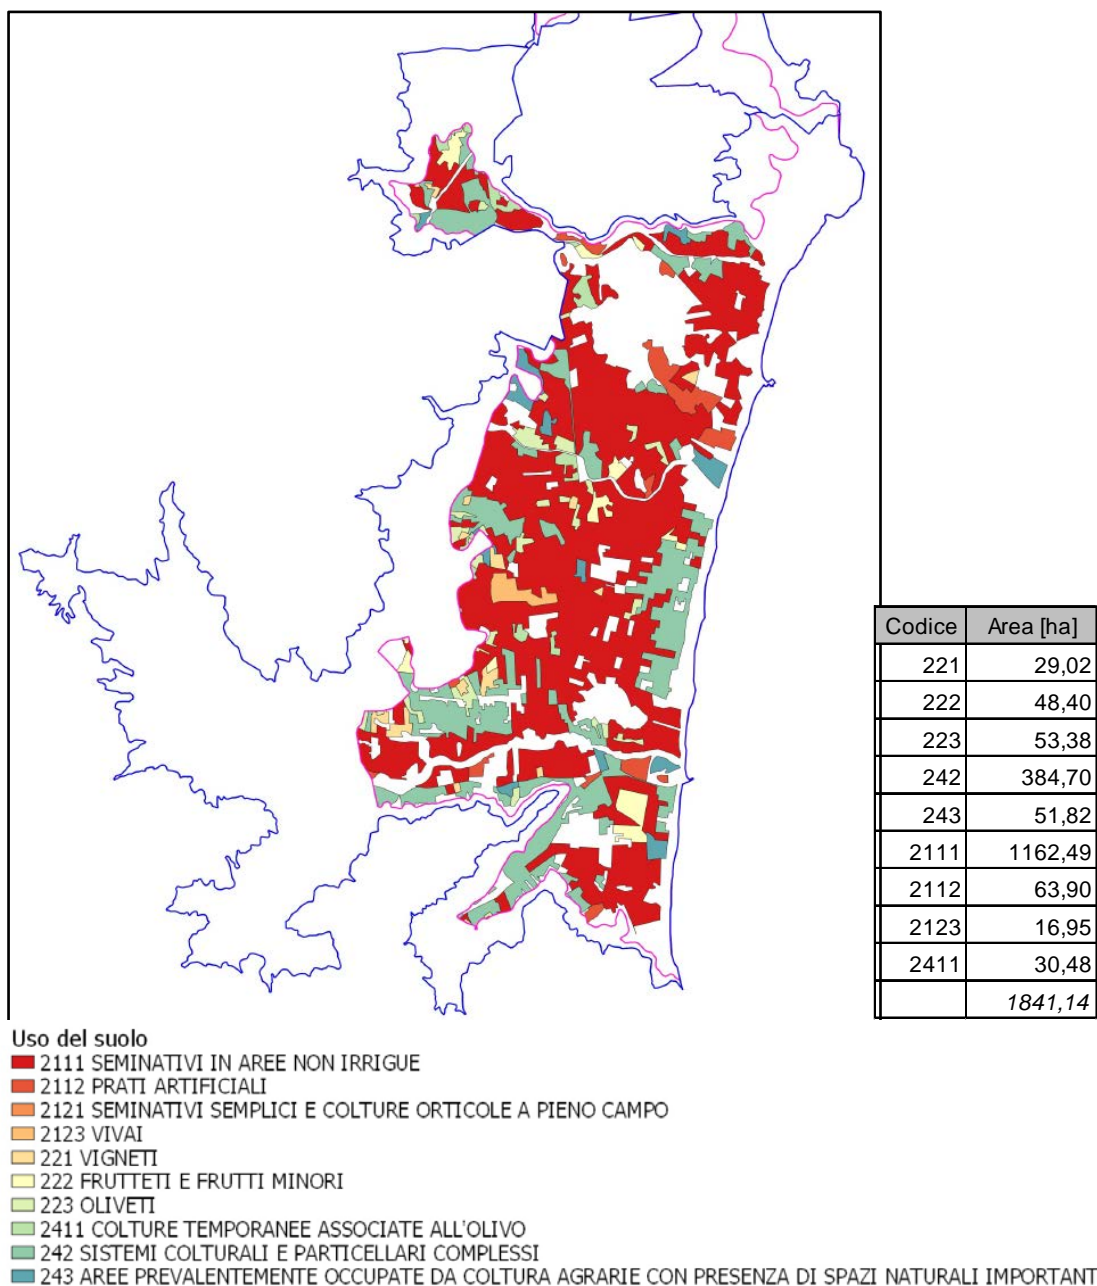 Codice Area [ha]
221 29,02
222 48,40
223 53,38
242 384,70
243 51,82
2111 1162,49
2112 63,90
2123 16,95
2411 30,48
1841,14
Uso del suolo
2111 SEMINATIVI IN AREE NON IRRIGUE
2112 PRATI ARTIFICIALI
2121 SEMINATIVI SEMPLICI E COLTURE ORTICOLE A PIENO CAMPO
2123 VIVAI
221 VIGNETI
222 FRUTTETI E FRUTTI MINORI
223 OLIVETI
2411 COLTURE TEMPORANEE ASSOCIATE ALL'OLIVO
242 SISTEMI COLTURALI E PARTICELLARI COMPLESSI
243 AREE PREVALENTEMENTE OCCUPATE DA COLTURA AGRARIE CON PRESENZA DI SPAZI NATURALI IMPORTANT